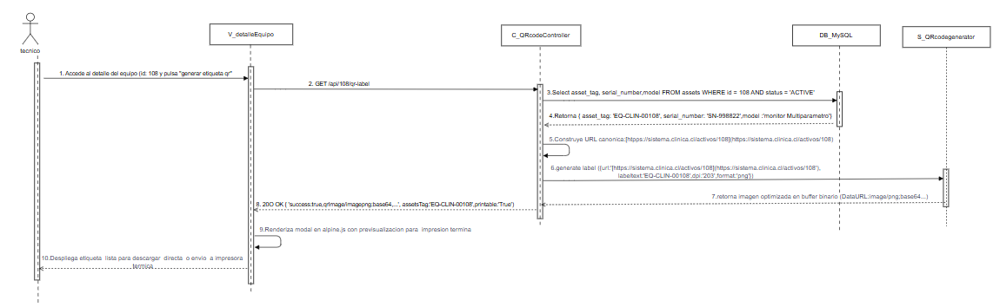 V_detalleEquipo
C_QRcodeController
DB_MySQL
S_QRcodegenerator
tecnico
1. Accede al detalle del equipo (id: 108 y pulsa "generar etiqueta qr"
2. GET /api/108/qr-label
3.Select asset_tag, serial_number,model FROM assets WHERE id = 108 AND status = 'ACTIVE'
4.Retorna { asset_tag: 'EQ-CLIN-00108', serial_number: 'SN-998822',model :'monitor Multiparametro'}
5.Construye URL canonica:[htpps://sistema.clinica.cl/activos/108](https://sistema.clinica.cl/activos/108)
6.generate label ({url:'[https://sistema.clinica.cl/activos/108](https://sistema.clinica.cl/activos/108'),
labeltext:'EQ-CLIN-00108',dpi:'203',format:'png'})
7.retorna imagen optimizada en buffer binario (DataURL:image/png;base64...)
8. 20O OK { 'success:true,qrImage/imagepng;base64,...', assetsTag:'EQ-CLIN-00108',printable:'True'}
9.Renderiza modal en alpine.js con previsualizacion para impresion termina
10.Despliega etiqueta lista para descargar directa o envio a impresora
termica